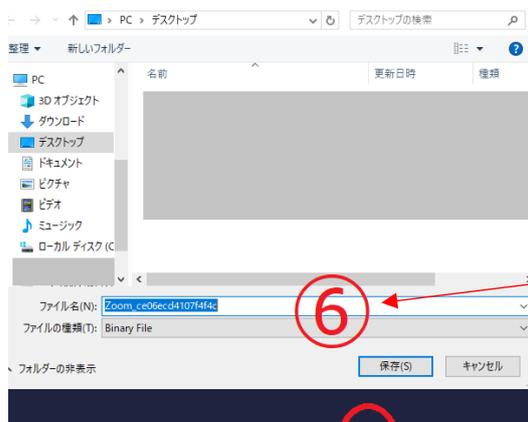 PC › デスクトップ
デスクトップの検索
整理 新しいフォルダー
名前 更新日時 種類
PC
3D オブジェクト
ダウンロード
デスクトップ
ドキュメント
ピクチャ
ビデオ
ミュージック
ローカル ディスク (C
ファイル名(N): Zoom_ce06ecd4107f4f4c
⑥
ファイルの種類(T): Binary File
フォルダーの非表示
保存(S) キャンセル